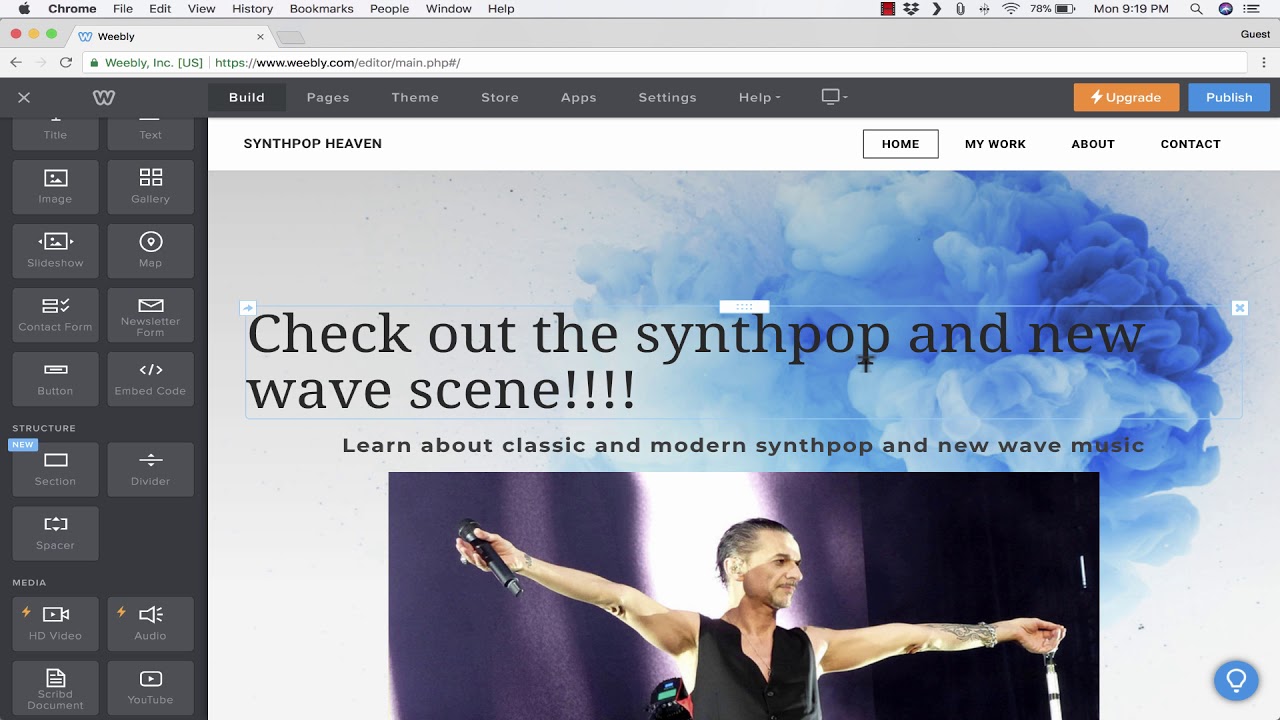 Chrome File Edit View History Bookmarks People Window Help 78% Mon 9:19 PM
Weebly Guest
Weebly, Inc. [US] https://www.weebly.com/editor/main.php#/
Build Pages Theme Store Apps Settings Help Upgrade Publish
Title Text
SYNTHPOP HEAVEN HOME MY WORK ABOUT CONTACT
Image Gallery
Slideshow Map
Contact Form Newsletter Form
Button Embed Code
Check out the synthpop and new
wave scene!!!!
STRUCTURE
NEW
Learn about classic and modern synthpop and new wave music
Section Divider
Spacer
MEDIA
HD Video Audio
Scribd Document YouTube